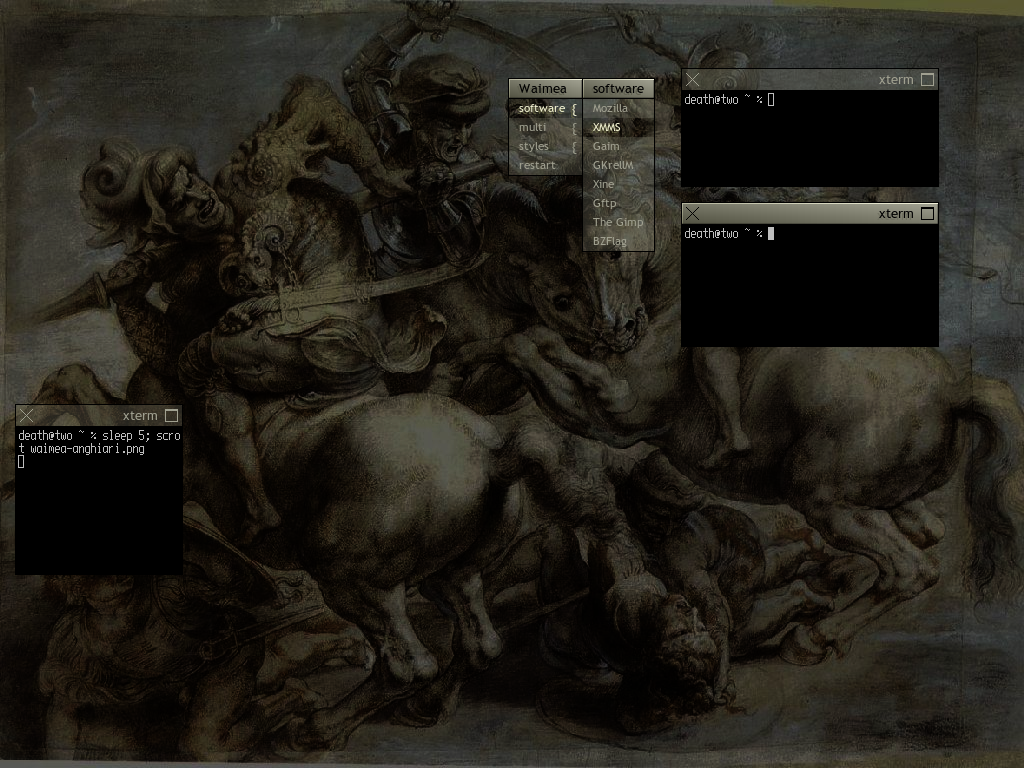 Waimea
software {
multi {
styles {
restart
software
Mozilla
XMMS
Gaim
GKrellM
Xine
Gftp
The Gimp
BZFlag
xterm
death@two ~ %
xterm
death@two ~ %
xterm
death@two ~ % sleep 5; scro
t waimea-anghiari.png